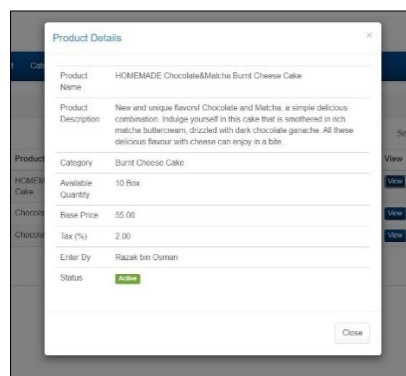 Product Details
×
Cate
Se
Product
View
Product HOMEMADE Chocolate&Matcha Burnt Cheese Cake
Name
Product New and unique flavors! Chocolate and Matcha, a simple delicious
Description combination. Indulge yourself in this cake that is smothered in rich
matcha buttercream, drizzled with dark chocolate ganache. All these
delicious flavour with cheese can enjoy in a bite.
HOMEM
Cake
View
Category Burnt Cheese Cake
Available 10 Box
Quantity
Chocola
View
Base Price 55.00
Tax (%) 2.00
Chocola
View
Enter By Razak bin Osman
Status Active
Close